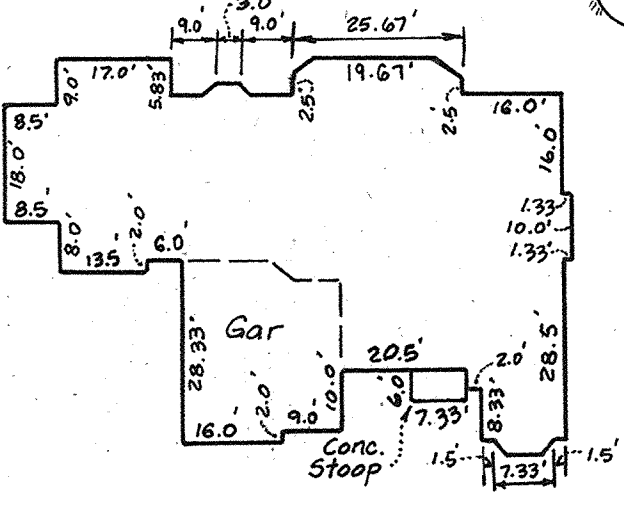 3.0'
9.0' 9.0' 25.67'
17.0' 5.83' 19.67'
9.0' 2.5' 2.5' 16.0'
8.5'
18.0' 16.0'
8.5' 1.33'
8.0' 2.0' 10.0'
13.5' 6.0' 1.33'
Gar
28.33' 20.5' 28.5'
10.0' 6.0' 2.0'
2.0' 7.33' 8.33'
16.0' 9.0'
Conc.
Stoop
1.5' 7.33' 1.5'